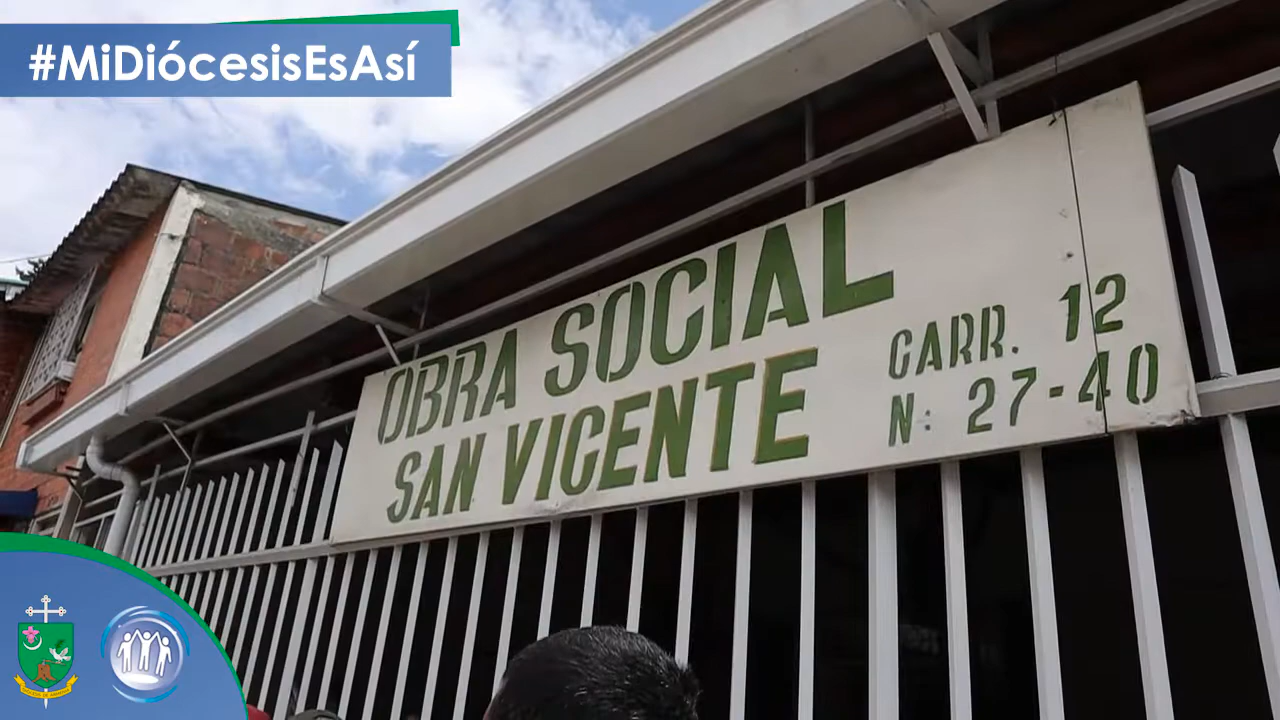 #MiDiócesisEsAsí
OBRA SOCIAL
SAN VICENTE
CARR. 12
N: 27-40